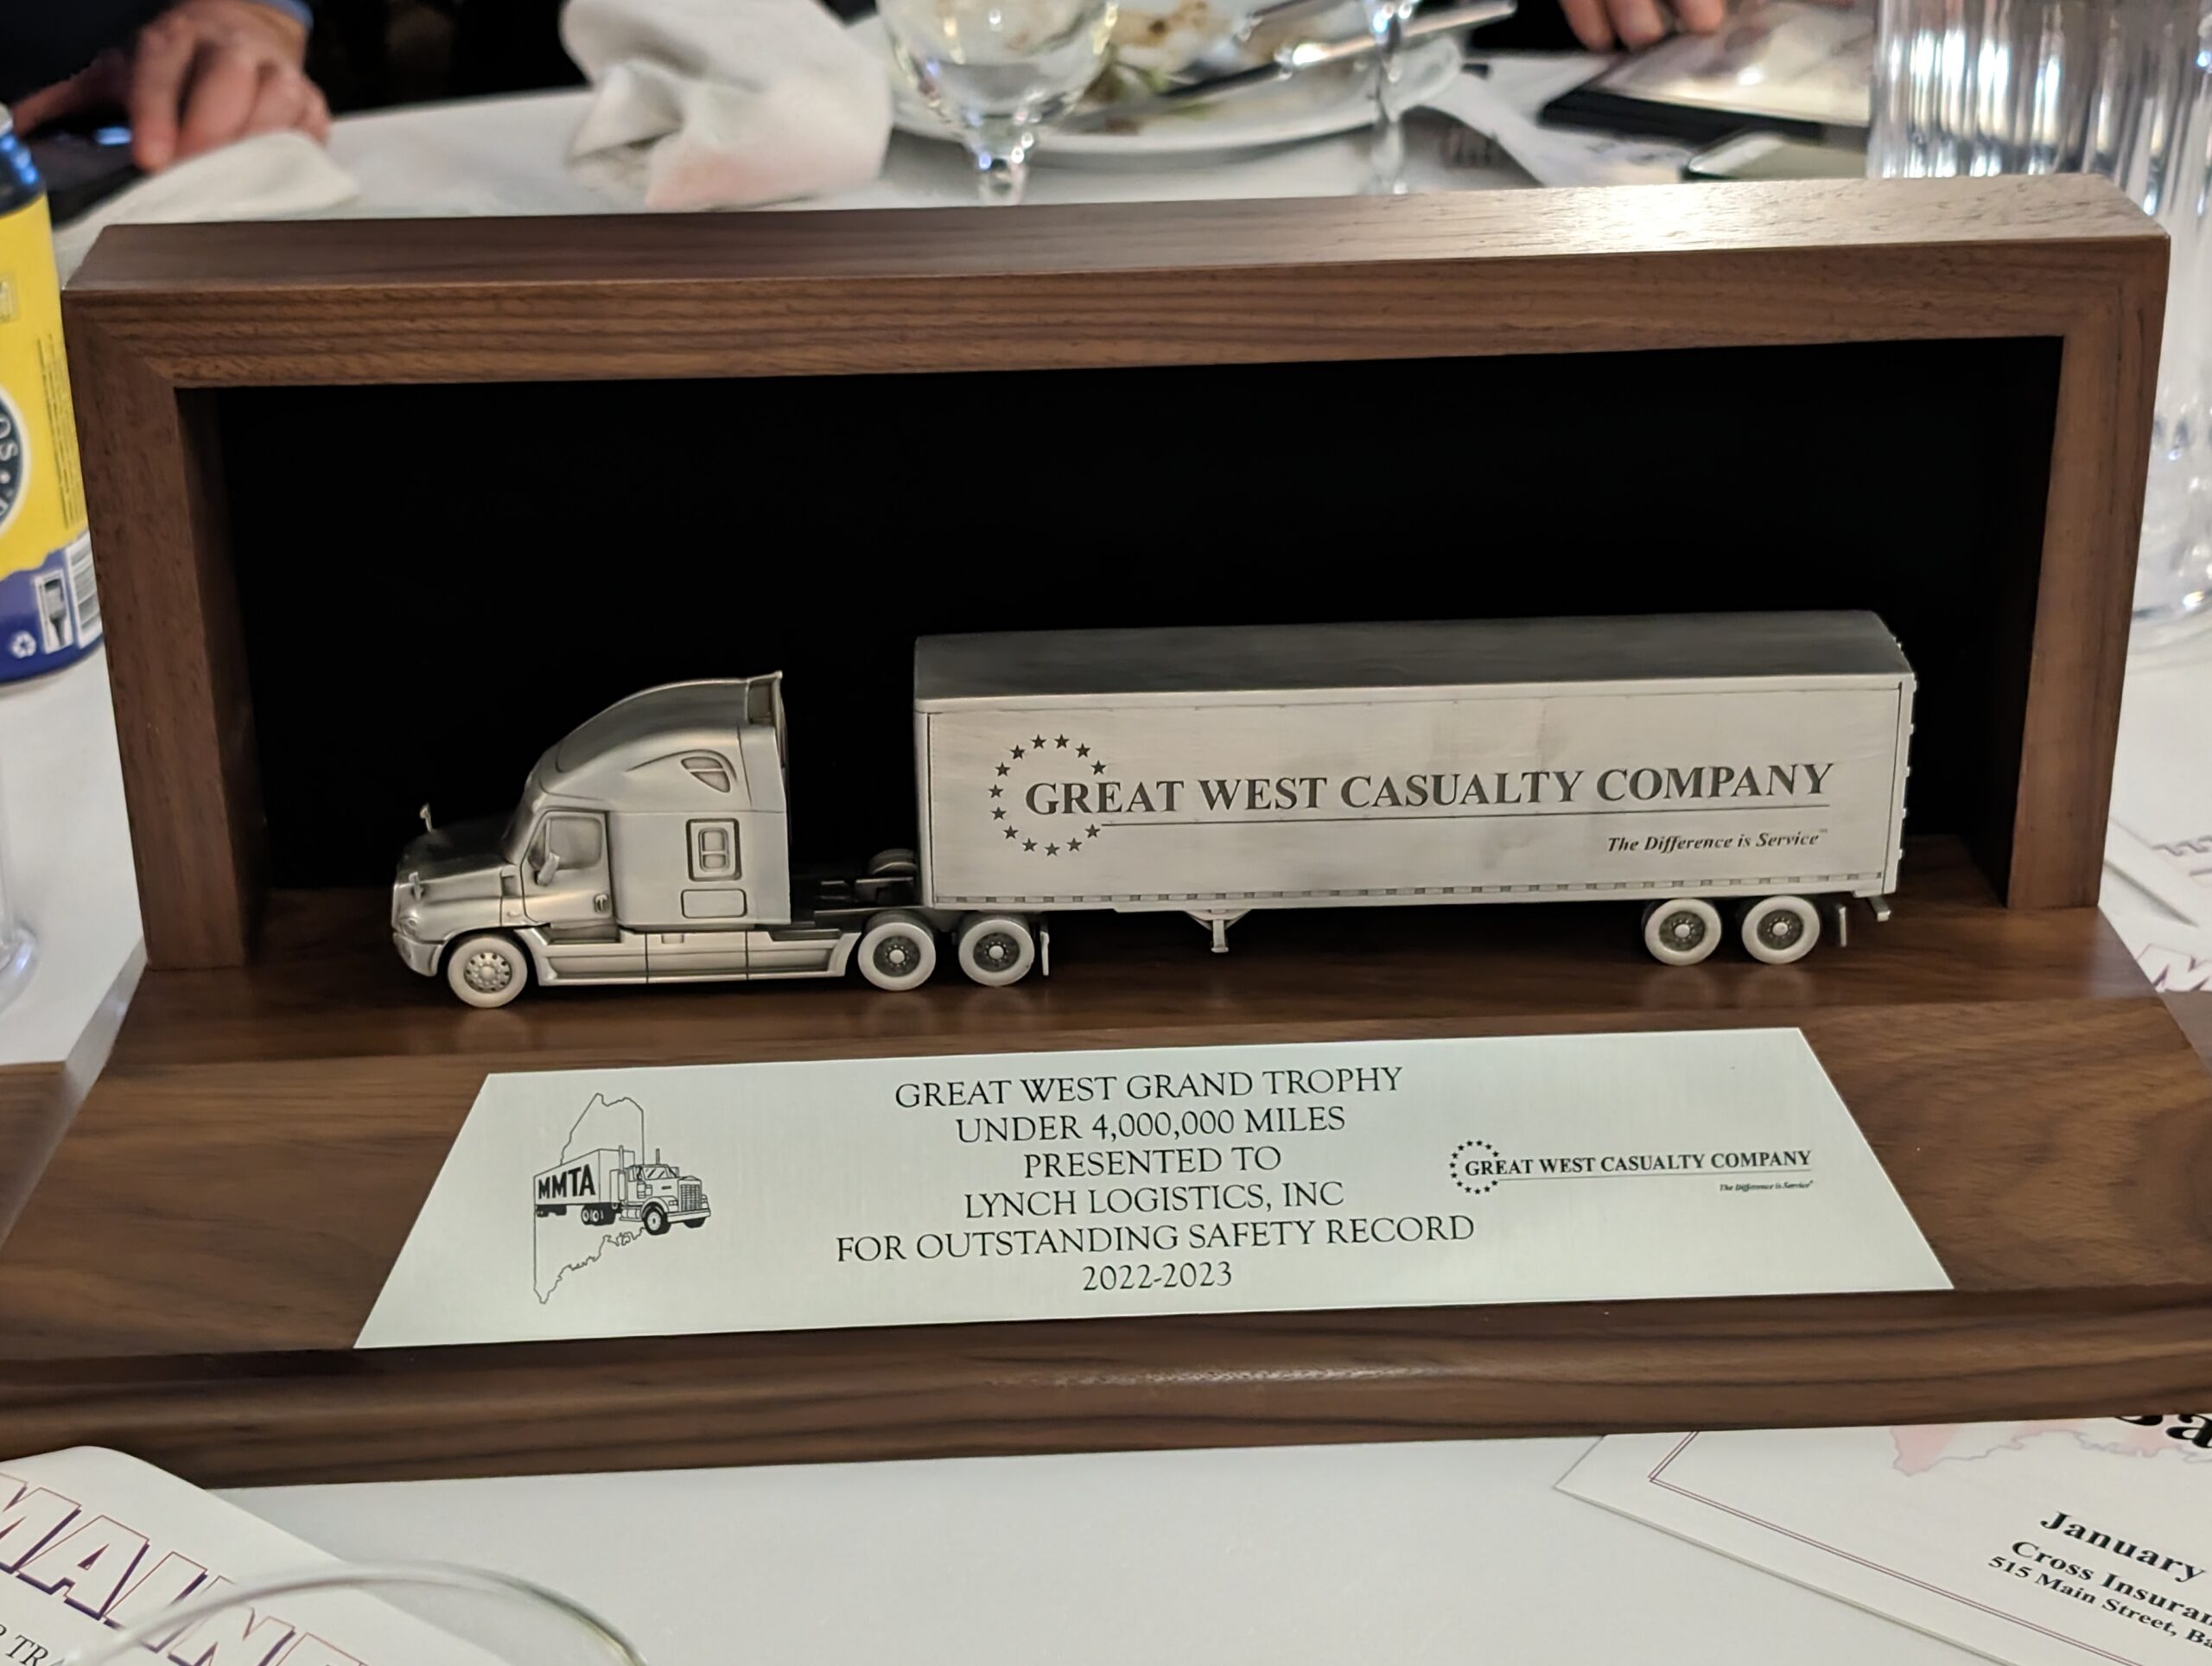 GREAT WEST CASUALTY COMPANY
The Difference is Service
GREAT WEST GRAND TROPHY
UNDER 4,000,000 MILES
PRESENTED TO
LYNCH LOGISTICS, INC
FOR OUTSTANDING SAFETY RECORD
2022-2023
MMTA
GREAT WEST CASUALTY COMPANY
The Difference is Service
MAINE
January
Cross Insuran
515 Main Street, Ba